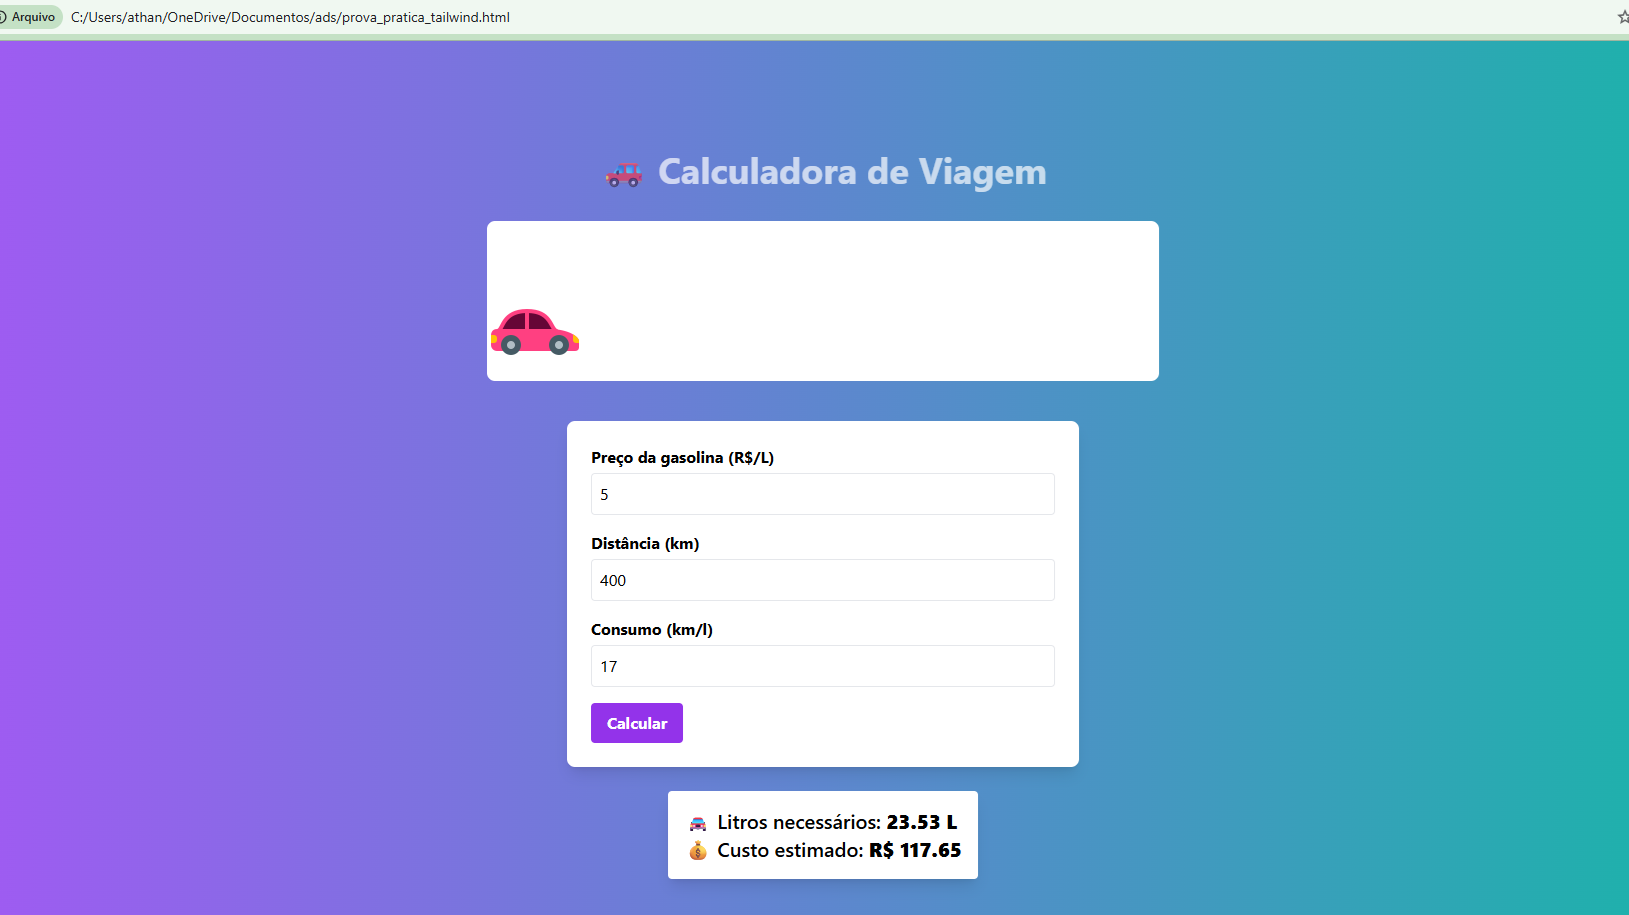 Arquivo C:/Users/athan/OneDrive/Documentos/ads/prova_pratica_tailwind.html
Calculadora de Viagem
Preço da gasolina (R$/L)
5
Distância (km)
400
Consumo (km/l)
17
Calcular
Litros necessários: 23.53 L
Custo estimado: R$ 117.65